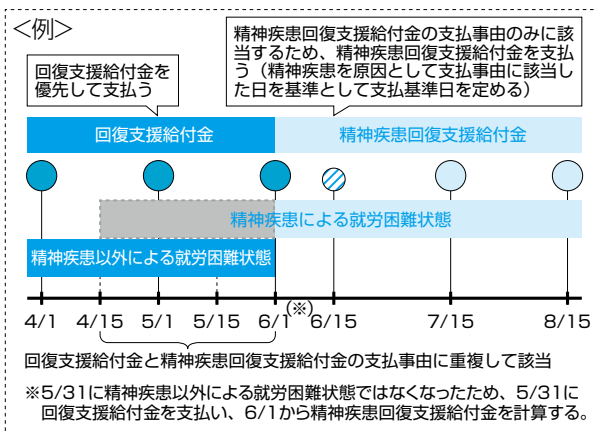 ＜例＞
回復支援給付金を
優先して支払う
精神疾患回復支援給付金の支払事由のみに該
当するため、精神疾患回復支援給付金を支払
う（精神疾患を原因として支払事由に該当し
た日を基準として支払基準日を定める）
回復支援給付金
精神疾患回復支援給付金
精神疾患による就労困難状態
精神疾患以外による就労困難状態
4/1 4/15 5/1 5/15 6/1 (※) 6/15 7/15 8/15
回復支援給付金と精神疾患回復支援給付金の支払事由に重複して該当
※5/31に精神疾患以外による就労困難状態ではなくなったため、5/31に
回復支援給付金を支払い、6/1から精神疾患回復支援給付金を計算する。